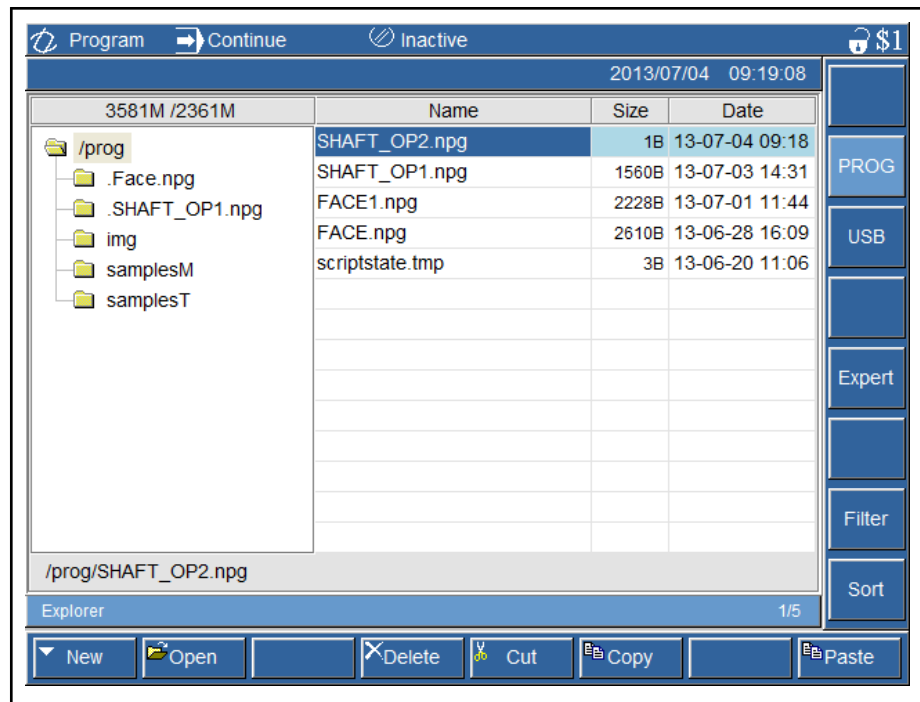 Program Continue Inactive $1
2013/07/04 09:19:08
3581M /2361M Name Size Date
/prog
.Face.npg
.SHAFT_OP1.npg
img
samplesM
samplesT
SHAFT_OP2.npg 1B 13-07-04 09:18
SHAFT_OP1.npg 1560B 13-07-03 14:31
FACE1.npg 2228B 13-07-01 11:44
FACE.npg 2610B 13-06-28 16:09
scriptstate.tmp 3B 13-06-20 11:06
/prog/SHAFT_OP2.npg
Explorer 1/5
PROG
USB
Expert
Filter
Sort
New Open Delete Cut Copy Paste